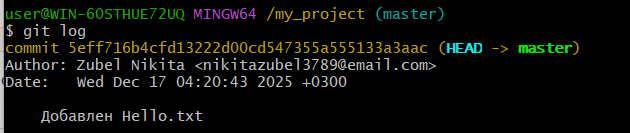 user@WIN-6OSTHUE72UQ MINGW64 /my_project (master)
$ git log
commit 5eff716b4cfd13222d00cd547355a555133a3aac (HEAD -> master)
Author: Zubel Nikita <nikitazubel3789@email.com>
Date:   Wed Dec 17 04:20:43 2025 +0300
    Добавлен Hello.txt